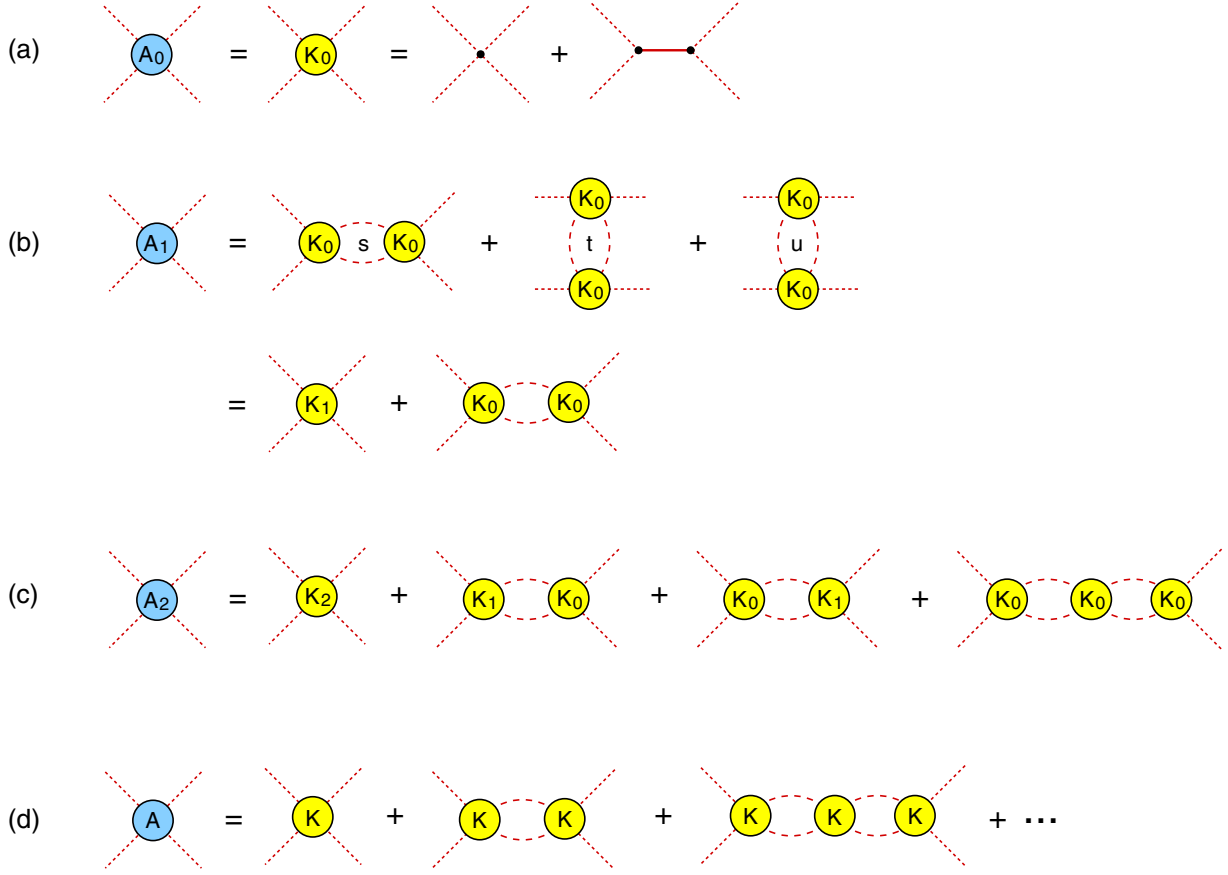 (a) A0 = K0 = +
(b) A1 = K0 s K0 + K0 t K0 + K0 u K0
= K1 + K0 K0
(c) A2 = K2 + K1 K0 + K0 K1 + K0 K0 K0
(d) A = K + K K + K K K + ...